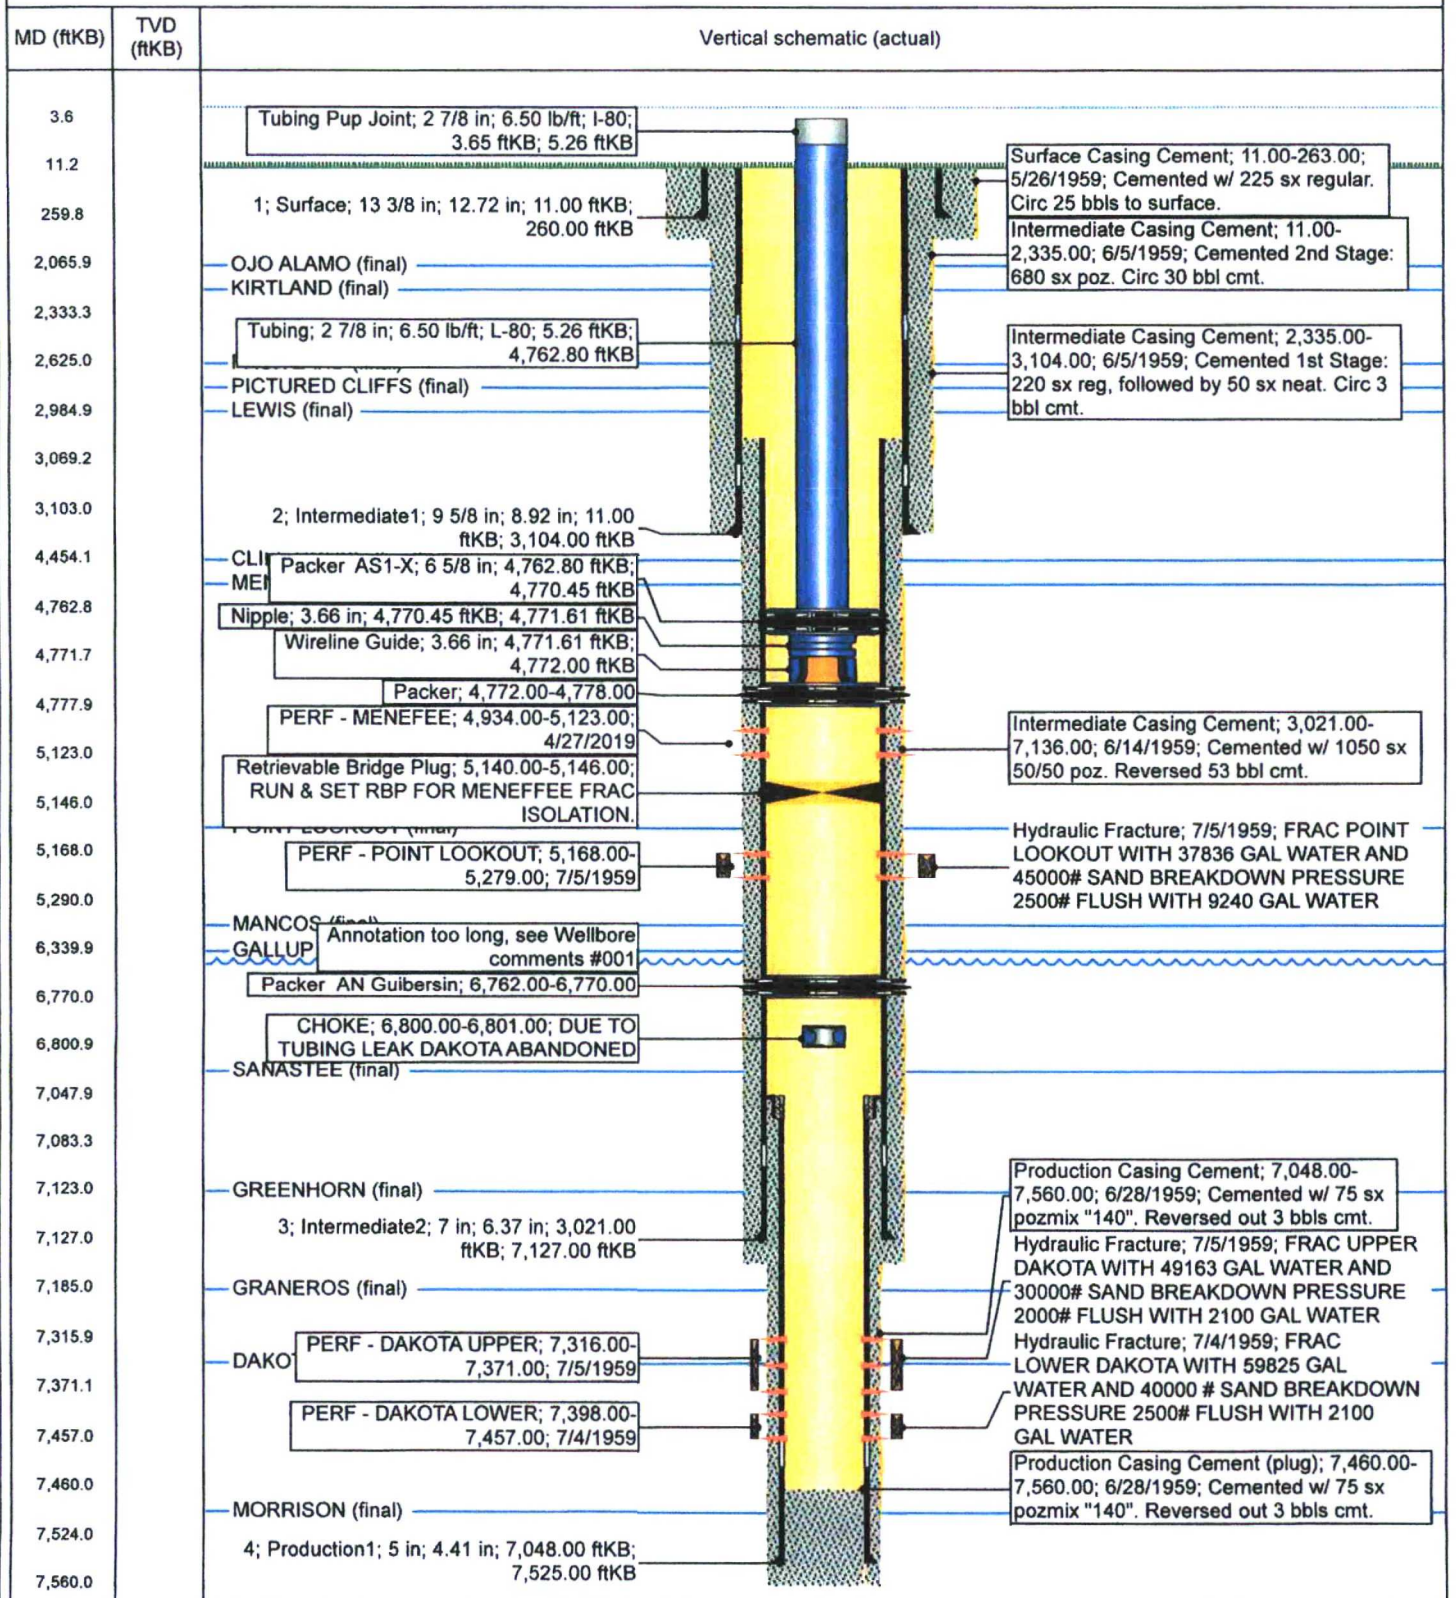 MD (ftKB)
TVD
(ftKB)
Vertical schematic (actual)
3.6
11.2
259.8
2,065.9
2,333.3
2,625.0
2,984.9
3,069.2
3,103.0
4,454.1
4,762.8
4,771.7
4,777.9
5,123.0
5,146.0
5,168.0
5,290.0
6,339.9
6,770.0
6,800.9
7,047.9
7,083.3
7,123.0
7,127.0
7,185.0
7,315.9
7,371.1
7,457.0
7,460.0
7,524.0
7,560.0
Tubing Pup Joint; 2 7/8 in; 6.50 lb/ft; I-80;
3.65 ftKB; 5.26 ftKB
1; Surface; 13 3/8 in; 12.72 in; 11.00 ftKB;
260.00 ftKB
OJO ALAMO (final)
KIRTLAND (final)
Tubing; 2 7/8 in; 6.50 lb/ft; L-80; 5.26 ftKB;
4,762.80 ftKB
PICTURED CLIFFS (final)
LEWIS (final)
2; Intermediate1; 9 5/8 in; 8.92 in; 11.00
ftKB; 3,104.00 ftKB
Packer AS1-X; 6 5/8 in; 4,762.80 ftKB;
4,770.45 ftKB
Nipple; 3.66 in; 4,770.45 ftKB; 4,771.61 ftKB
Wireline Guide; 3.66 in; 4,771.61 ftKB;
4,772.00 ftKB
Packer; 4,772.00-4,778.00
PERF - MENEFEE; 4,934.00-5,123.00;
4/27/2019
Retrievable Bridge Plug; 5,140.00-5,146.00;
RUN & SET RBP FOR MENEFFEE FRAC
ISOLATION.
POINT LOOKOUT (final)
PERF - POINT LOOKOUT; 5,168.00-
5,279.00; 7/5/1959
MANCOS (final)
GALLUP
Annotation too long, see Wellbore
comments #001
Packer AN Guibersin; 6,762.00-6,770.00
CHOKE; 6,800.00-6,801.00; DUE TO
TUBING LEAK DAKOTA ABANDONED
SANASTEE (final)
GREENHORN (final)
3; Intermediate2; 7 in; 6.37 in; 3,021.00
ftKB; 7,127.00 ftKB
GRANEROS (final)
PERF - DAKOTA UPPER; 7,316.00-
7,371.00; 7/5/1959
PERF - DAKOTA LOWER; 7,398.00-
7,457.00; 7/4/1959
MORRISON (final)
4; Production1; 5 in; 4.41 in; 7,048.00 ftKB;
7,525.00 ftKB
Surface Casing Cement; 11.00-263.00;
5/26/1959; Cemented w/ 225 sx regular.
Circ 25 bbls to surface.
Intermediate Casing Cement; 11.00-
2,335.00; 6/5/1959; Cemented 2nd Stage:
680 sx poz. Circ 30 bbl cmt.
Intermediate Casing Cement; 2,335.00-
3,104.00; 6/5/1959; Cemented 1st Stage:
220 sx reg, followed by 50 sx neat. Circ 3
bbl cmt.
Intermediate Casing Cement; 3,021.00-
7,136.00; 6/14/1959; Cemented w/ 1050 sx
50/50 poz. Reversed 53 bbl cmt.
Hydraulic Fracture; 7/5/1959; FRAC POINT
LOOKOUT WITH 37836 GAL WATER AND
45000# SAND BREAKDOWN PRESSURE
2500# FLUSH WITH 9240 GAL WATER
Production Casing Cement; 7,048.00-
7,560.00; 6/28/1959; Cemented w/ 75 sx
pozmix "140". Reversed out 3 bbls cmt.
Hydraulic Fracture; 7/5/1959; FRAC UPPER
DAKOTA WITH 49163 GAL WATER AND
30000# SAND BREAKDOWN PRESSURE
2000# FLUSH WITH 2100 GAL WATER
Hydraulic Fracture; 7/4/1959; FRAC
LOWER DAKOTA WITH 59825 GAL
WATER AND 40000 # SAND BREAKDOWN
PRESSURE 2500# FLUSH WITH 2100
GAL WATER
Production Casing Cement (plug); 7,460.00-
7,560.00; 6/28/1959; Cemented w/ 75 sx
pozmix "140". Reversed out 3 bbls cmt.